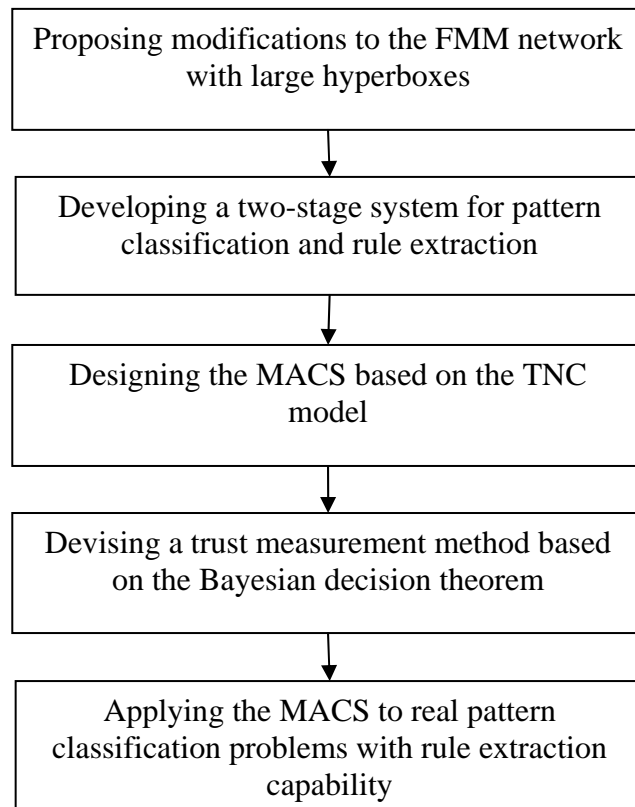 Proposing modifications to the FMM network
with large hyperboxes
Developing a two-stage system for pattern
classification and rule extraction
Designing the MACS based on the TNC
model
Devising a trust measurement method based
on the Bayesian decision theorem
Applying the MACS to real pattern
classification problems with rule extraction
capability